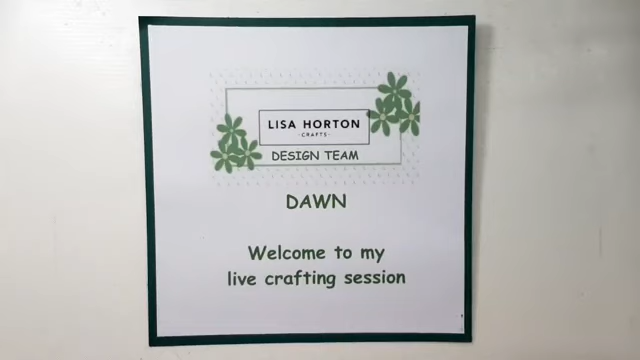 LISA HORTON
-CRAFTS-
DESIGN TEAM
DAWN
Welcome to my
live crafting session